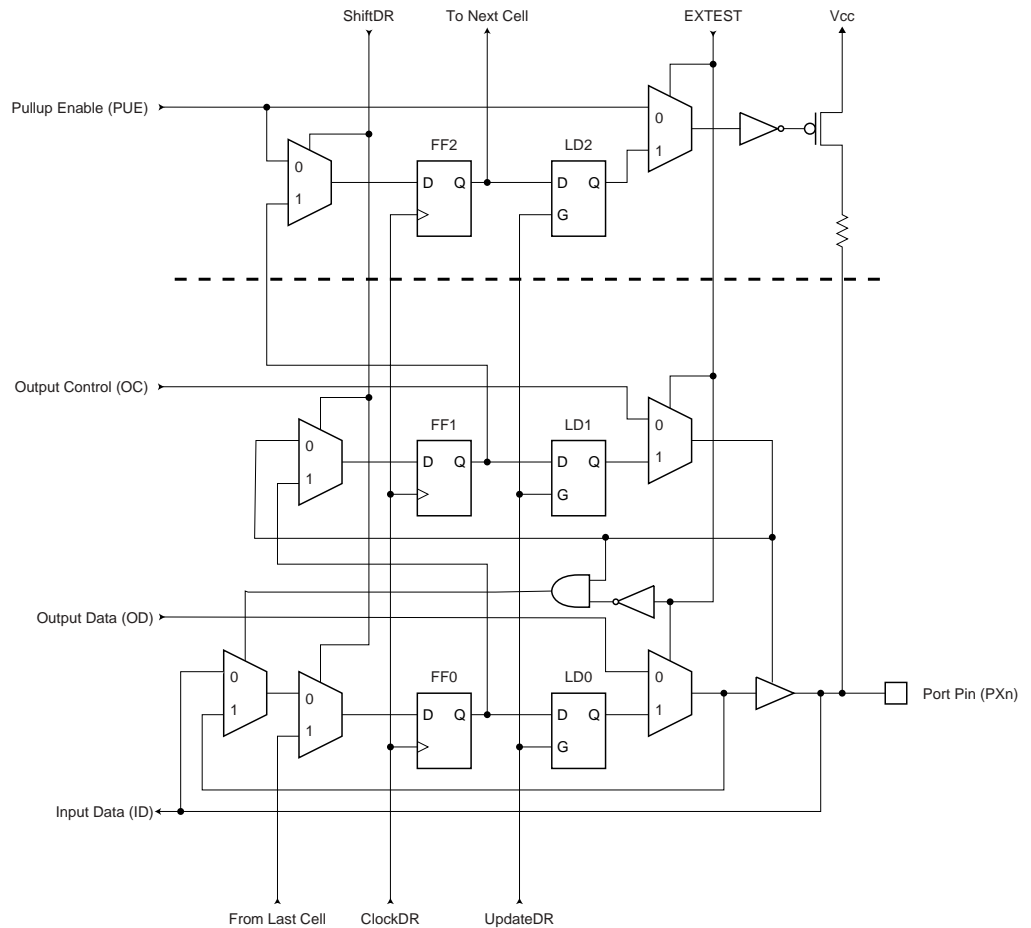 ShiftDR
To Next Cell
EXTEST
Vcc
Pullup Enable (PUE)
0
1
FF2
D Q
LD2
D Q
G
0
1
Output Control (OC)
0
1
FF1
D Q
LD1
D Q
G
0
1
Output Data (OD)
0
1
0
1
FF0
D Q
LD0
D Q
G
0
1
Port Pin (PXn)
Input Data (ID)
From Last Cell
ClockDR
UpdateDR